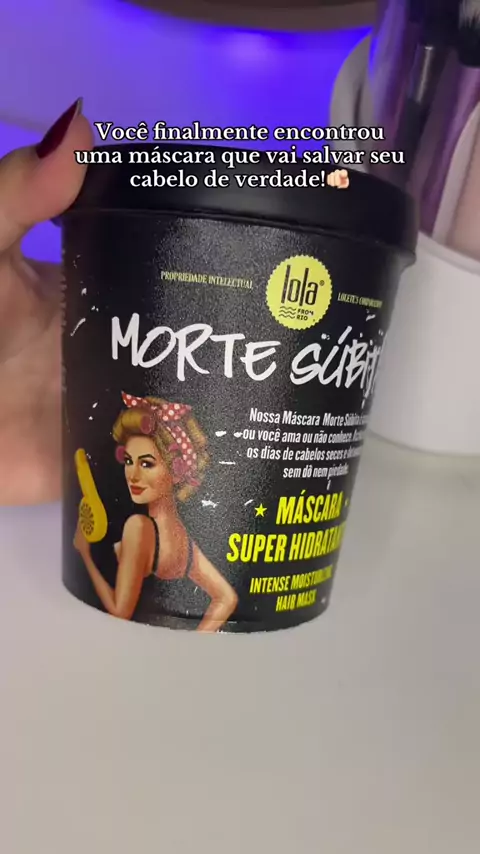 Você finalmente encontrou
uma máscara que vai salvar seu
cabelo de verdade!🫵🏻
PROPRIEDADE INTELECTUAL
lola
FROM
RIO
MORTE
Nossa Máscara Morte Súbita
ou você ama ou não conhece.
os dias de cabelos secos e
sem dó nem piedade.
MÁSCARA
SUPER
INTENSE
HAIR MASK